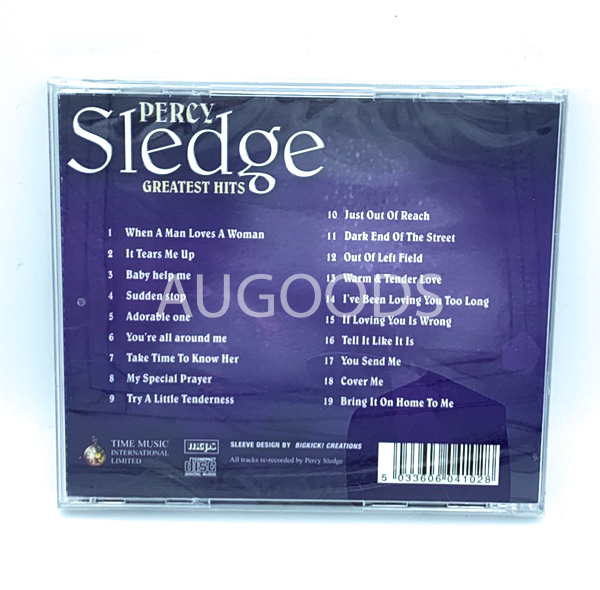 PERCY
Sledge
GREATEST HITS
1 When A Man Loves A Woman
2 It Tears Me Up
3 Baby help me
4 Sudden stop
5 Adorable one
6 You're all around me
7 Take Time To Know Her
8 My Special Prayer
9 Try A Little Tenderness
10 Just Out Of Reach
11 Dark End Of The Street
12 Out Of Left Field
13 Warm & Tender Love
14 I've Been Loving You Too Long
15 If Loving You Is Wrong
16 Tell It Like It Is
17 You Send Me
18 Cover Me
19 Bring It On Home To Me
AUGOODS
TIME MUSIC
INTERNATIONAL
LIMITED
mcps
COMPACT
disc
DIGITAL AUDIO
SLEEVE DESIGN BY BIGKICK! CREATIONS
All tracks re-recorded by Percy Sledge
5 033606 041028